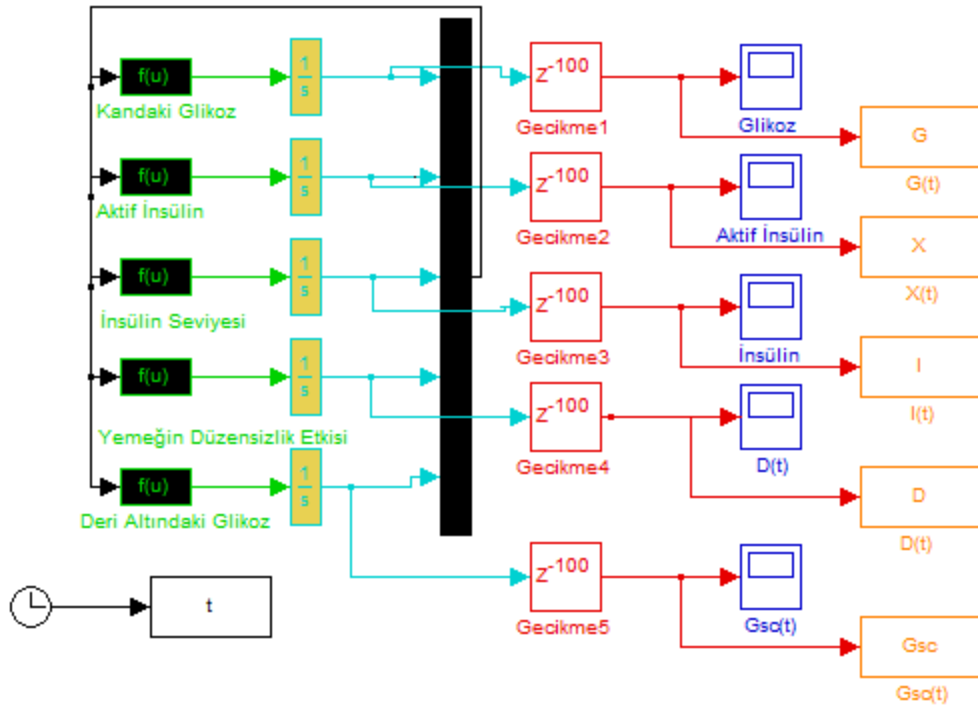 f(u)
1
s
Z-100
Kandaki Glikoz
Gecikme1
Glikoz
G
G(t)
f(u)
1
s
Z-100
Aktif İnsülin
Gecikme2
Aktif İnsülin
X
X(t)
f(u)
1
s
Z-100
İnsülin Seviyesi
Gecikme3
İnsülin
I
I(t)
f(u)
1
s
Z-100
Yemeğin Düzensizlik Etkisi
Gecikme4
D(t)
D
D(t)
f(u)
1
s
Deri Altındaki Glikoz
Z-100
Gecikme5
Gsc(t)
t
Gsc
Gsc(t)